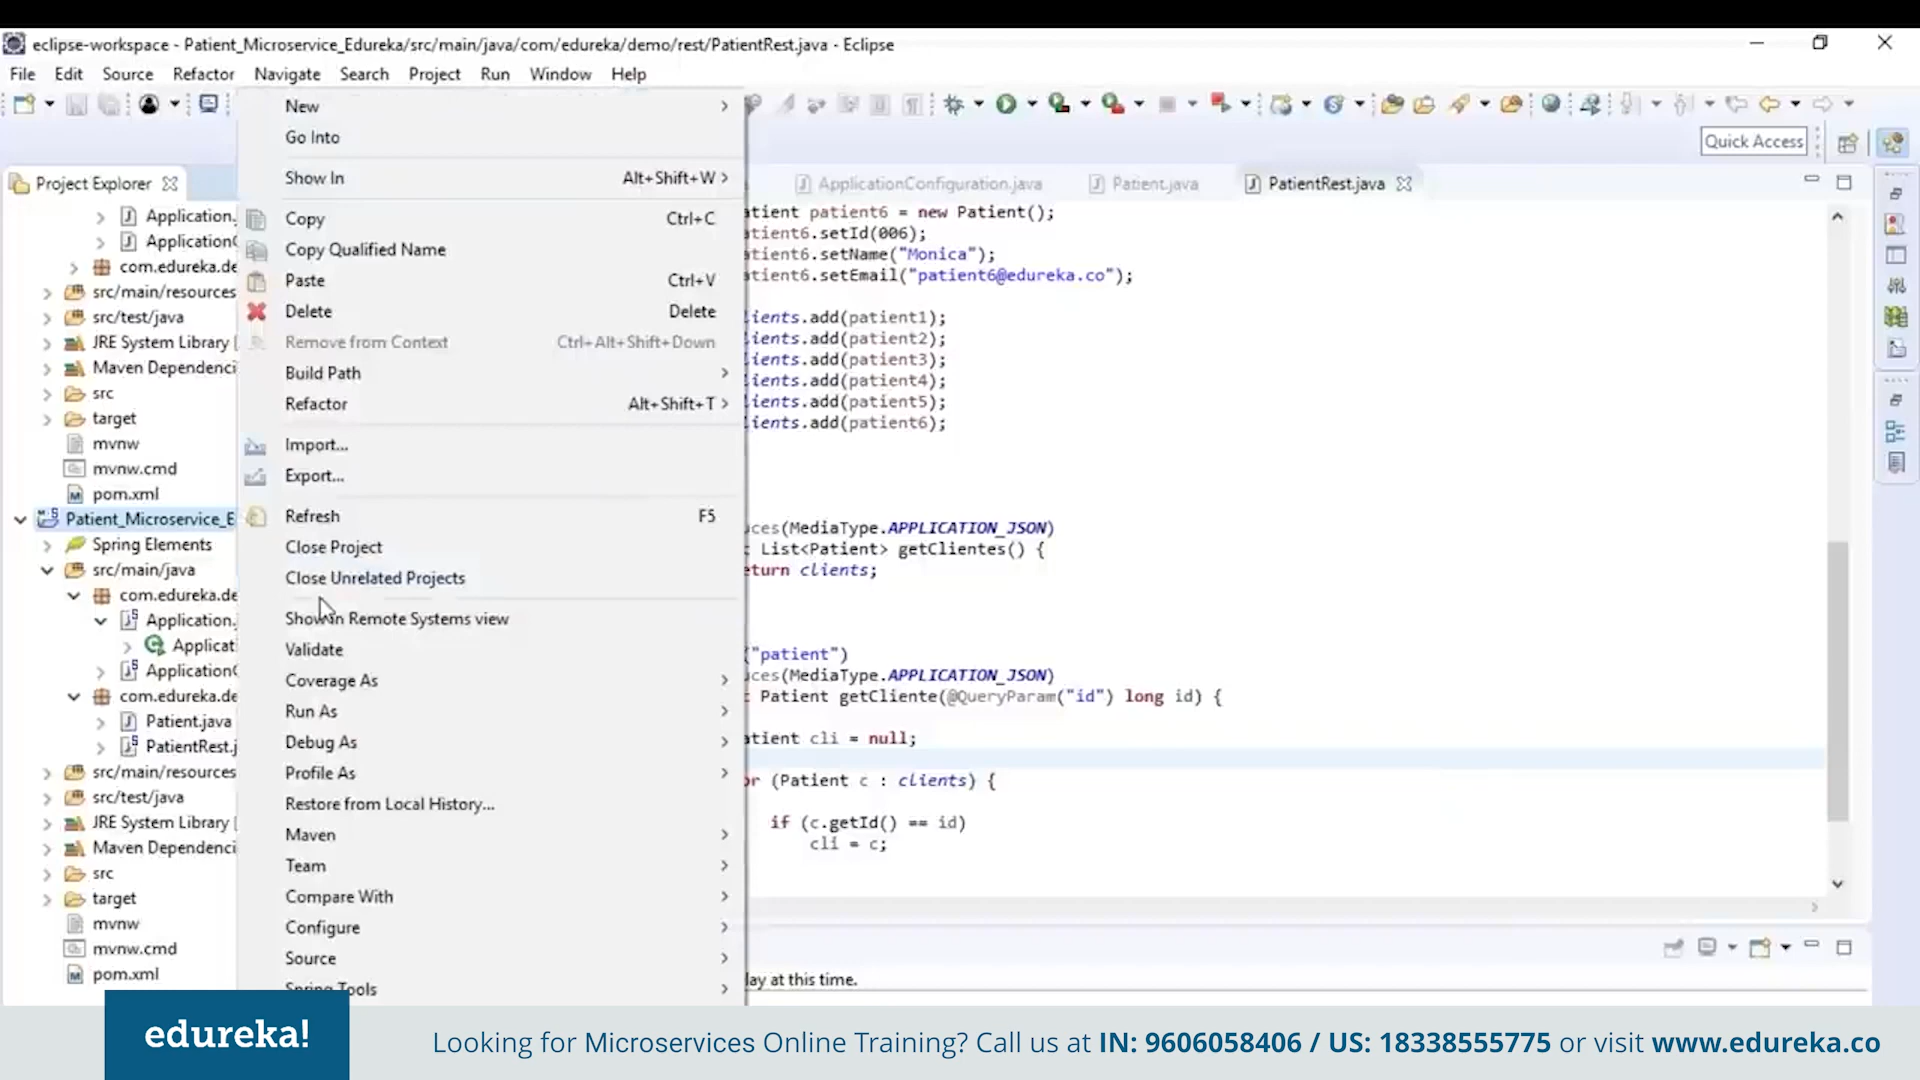 eclipse-workspace - Patient_Microservice_Edureka/src/main/java/com/edureka/demo/rest/PatientRest.java - Eclipse
File Edit Source Refactor Navigate Search Project Run Window Help
Quick Access
Project Explorer
ApplicationConfiguration.java
Patient.java
PatientRest.java
Application.
Application
com.edureka.de
src/main/resources
src/test/java
JRE System Library [
Maven Dependenci
src
target
mvnw
mvnw.cmd
pom.xml
Patient_Microservice_E
Spring Elements
src/main/java
com.edureka.de
Application.
Applicat
Application
com.edureka.de
Patient.java
PatientRest.j
src/main/resources
src/test/java
JRE System Library [
Maven Dependenci
src
target
mvnw
mvnw.cmd
pom.xml
New
Go Into
Show In Alt+Shift+W
Copy Ctrl+C
Copy Qualified Name
Paste Ctrl+V
Delete Delete
Remove from Context Ctrl+Alt+Shift+Down
Build Path
Refactor Alt+Shift+T
Import...
Export...
Refresh F5
Close Project
Close Unrelated Projects
Show in Remote Systems view
Validate
Coverage As
Run As
Debug As
Profile As
Restore from Local History...
Maven
Team
Compare With
Configure
Source
Spring Tools
atient patient6 = new Patient();
atient6.setId(006);
atient6.setName("Monica");
atient6.setEmail("patient6@edureka.co");
ients.add(patient1);
ients.add(patient2);
ients.add(patient3);
ients.add(patient4);
ients.add(patient5);
ients.add(patient6);
uces(MediaType.APPLICATION_JSON)
c List<Patient> getClientes() {
eturn clients;
("patient")
uces(MediaType.APPLICATION_JSON)
c Patient getCliente(@QueryParam("id") long id) {
atient cli = null;
or (Patient c : clients) {
if (c.getId() == id)
cli = c;
lay at this time.
edureka!
Looking for Microservices Online Training? Call us at IN: 9606058406 / US: 18338555775 or visit www.edureka.co